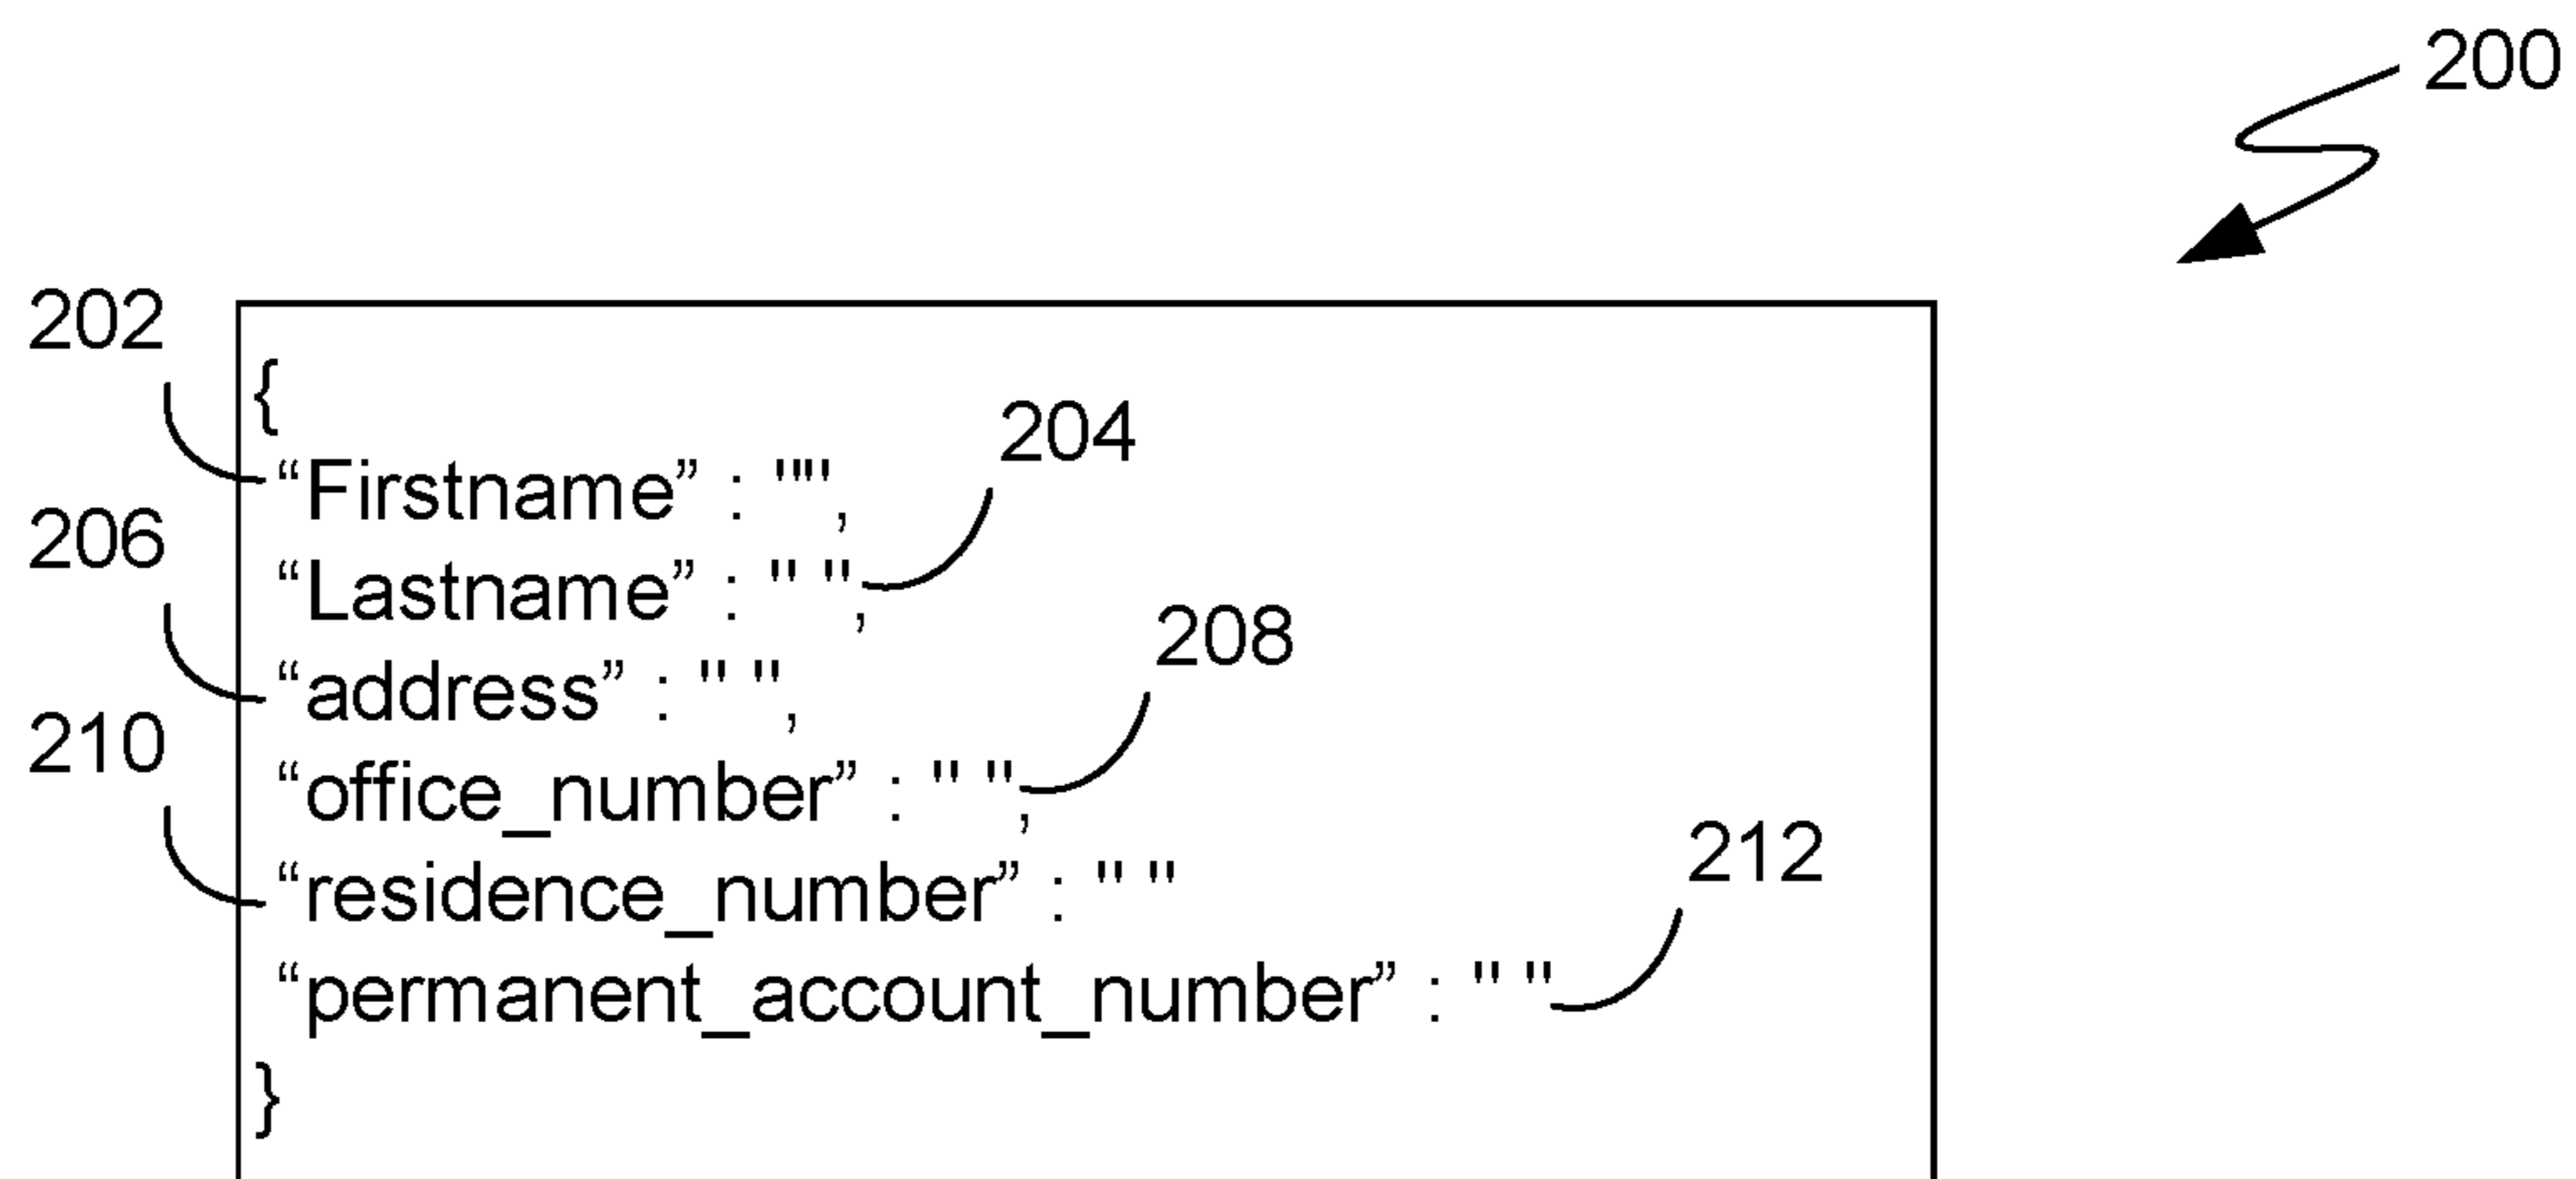 200
202
{
204
“Firstname” : "",
206
“Lastname” : " ",
208
“address” : " ",
210
“office_number” : " ",
212
“residence_number” : " "
“permanent_account_number” : " "
}